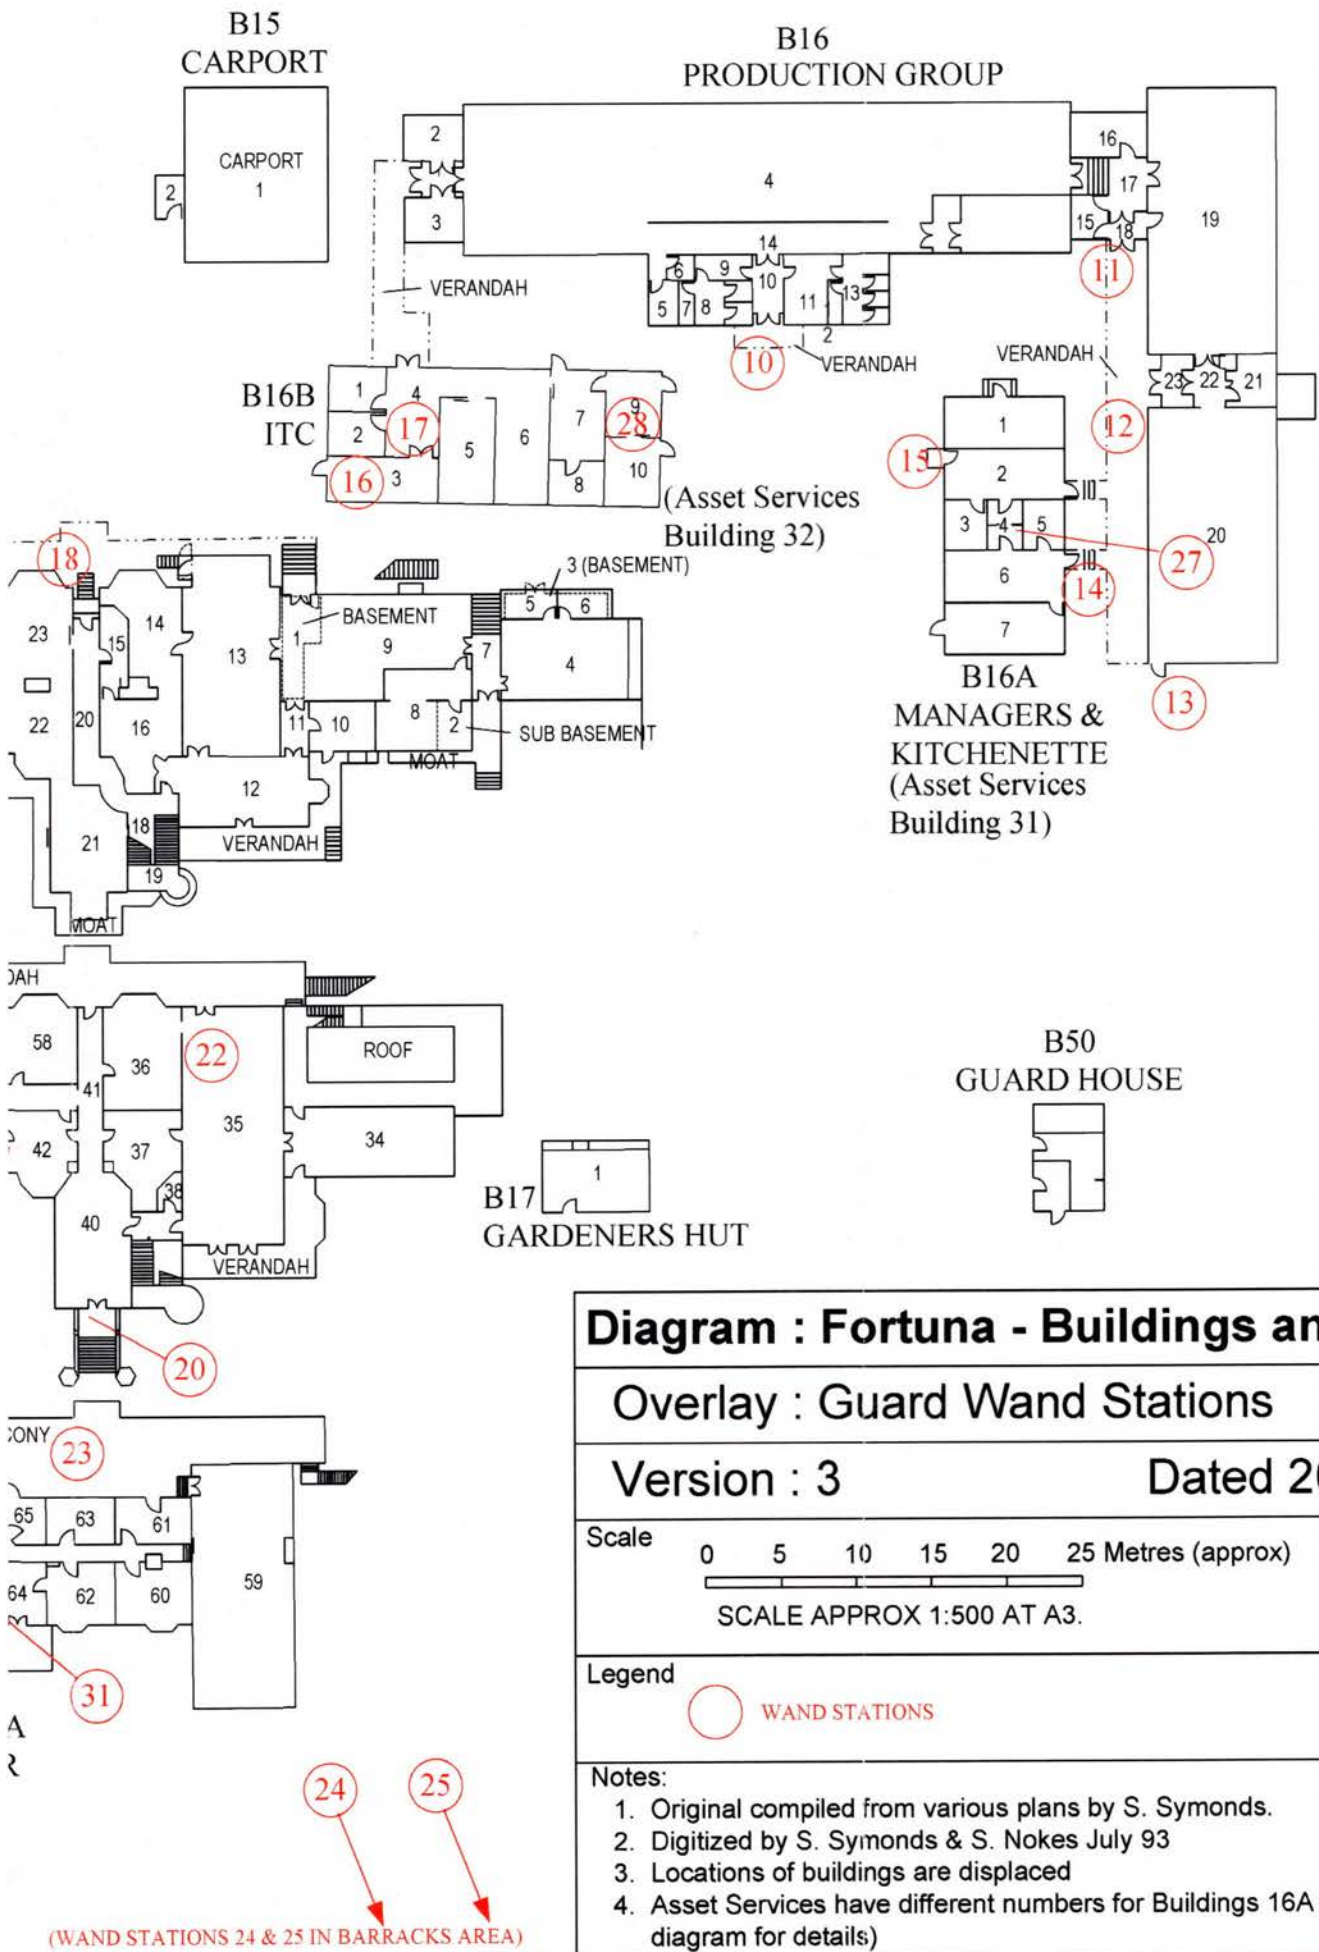 B15
CARPORT
CARPORT
1
2
B16
PRODUCTION GROUP
2
3
4
14
5
6
7
8
9
10
11
2
13
15
16
17
18
19
20
21
22
23
VERANDAH
VERANDAH
VERANDAH
10
11
12
13
14
15
27
B16B
ITC
1
2
3
4
5
6
7
8
9
10
16
17
28
(Asset Services
Building 32)
1
2
3
4
5
6
7
B16A
MANAGERS &
KITCHENETTE
(Asset Services
Building 31)
18
23
22
20
15
14
16
13
1
BASEMENT
9
11
10
8
2
7
5
6
3 (BASEMENT)
4
SUB BASEMENT
MOAT
12
VERANDAH
18
19
21
MOAT
DAH
58
41
36
22
35
ROOF
34
42
37
38
40
VERANDAH
20
B17
GARDENERS HUT
1
B50
GUARD HOUSE
CONY
23
65
63
61
64
62
60
59
31
A
R
24
25
(WAND STATIONS 24 & 25 IN BARRACKS AREA)
Diagram : Fortuna - Buildings an
Overlay : Guard Wand Stations
Version : 3 Dated 20
Scale
0 5 10 15 20 25 Metres (approx)
SCALE APPROX 1:500 AT A3.
Legend
WAND STATIONS
Notes:
1. Original compiled from various plans by S. Symonds.
2. Digitized by S. Symonds & S. Nokes July 93
3. Locations of buildings are displaced
4. Asset Services have different numbers for Buildings 16A
diagram for details)